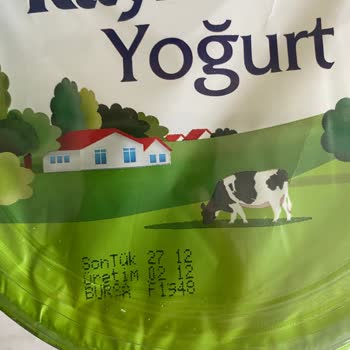 Yoğurt
SonTük 27 12
Üretim 02 12
BURSA F1948